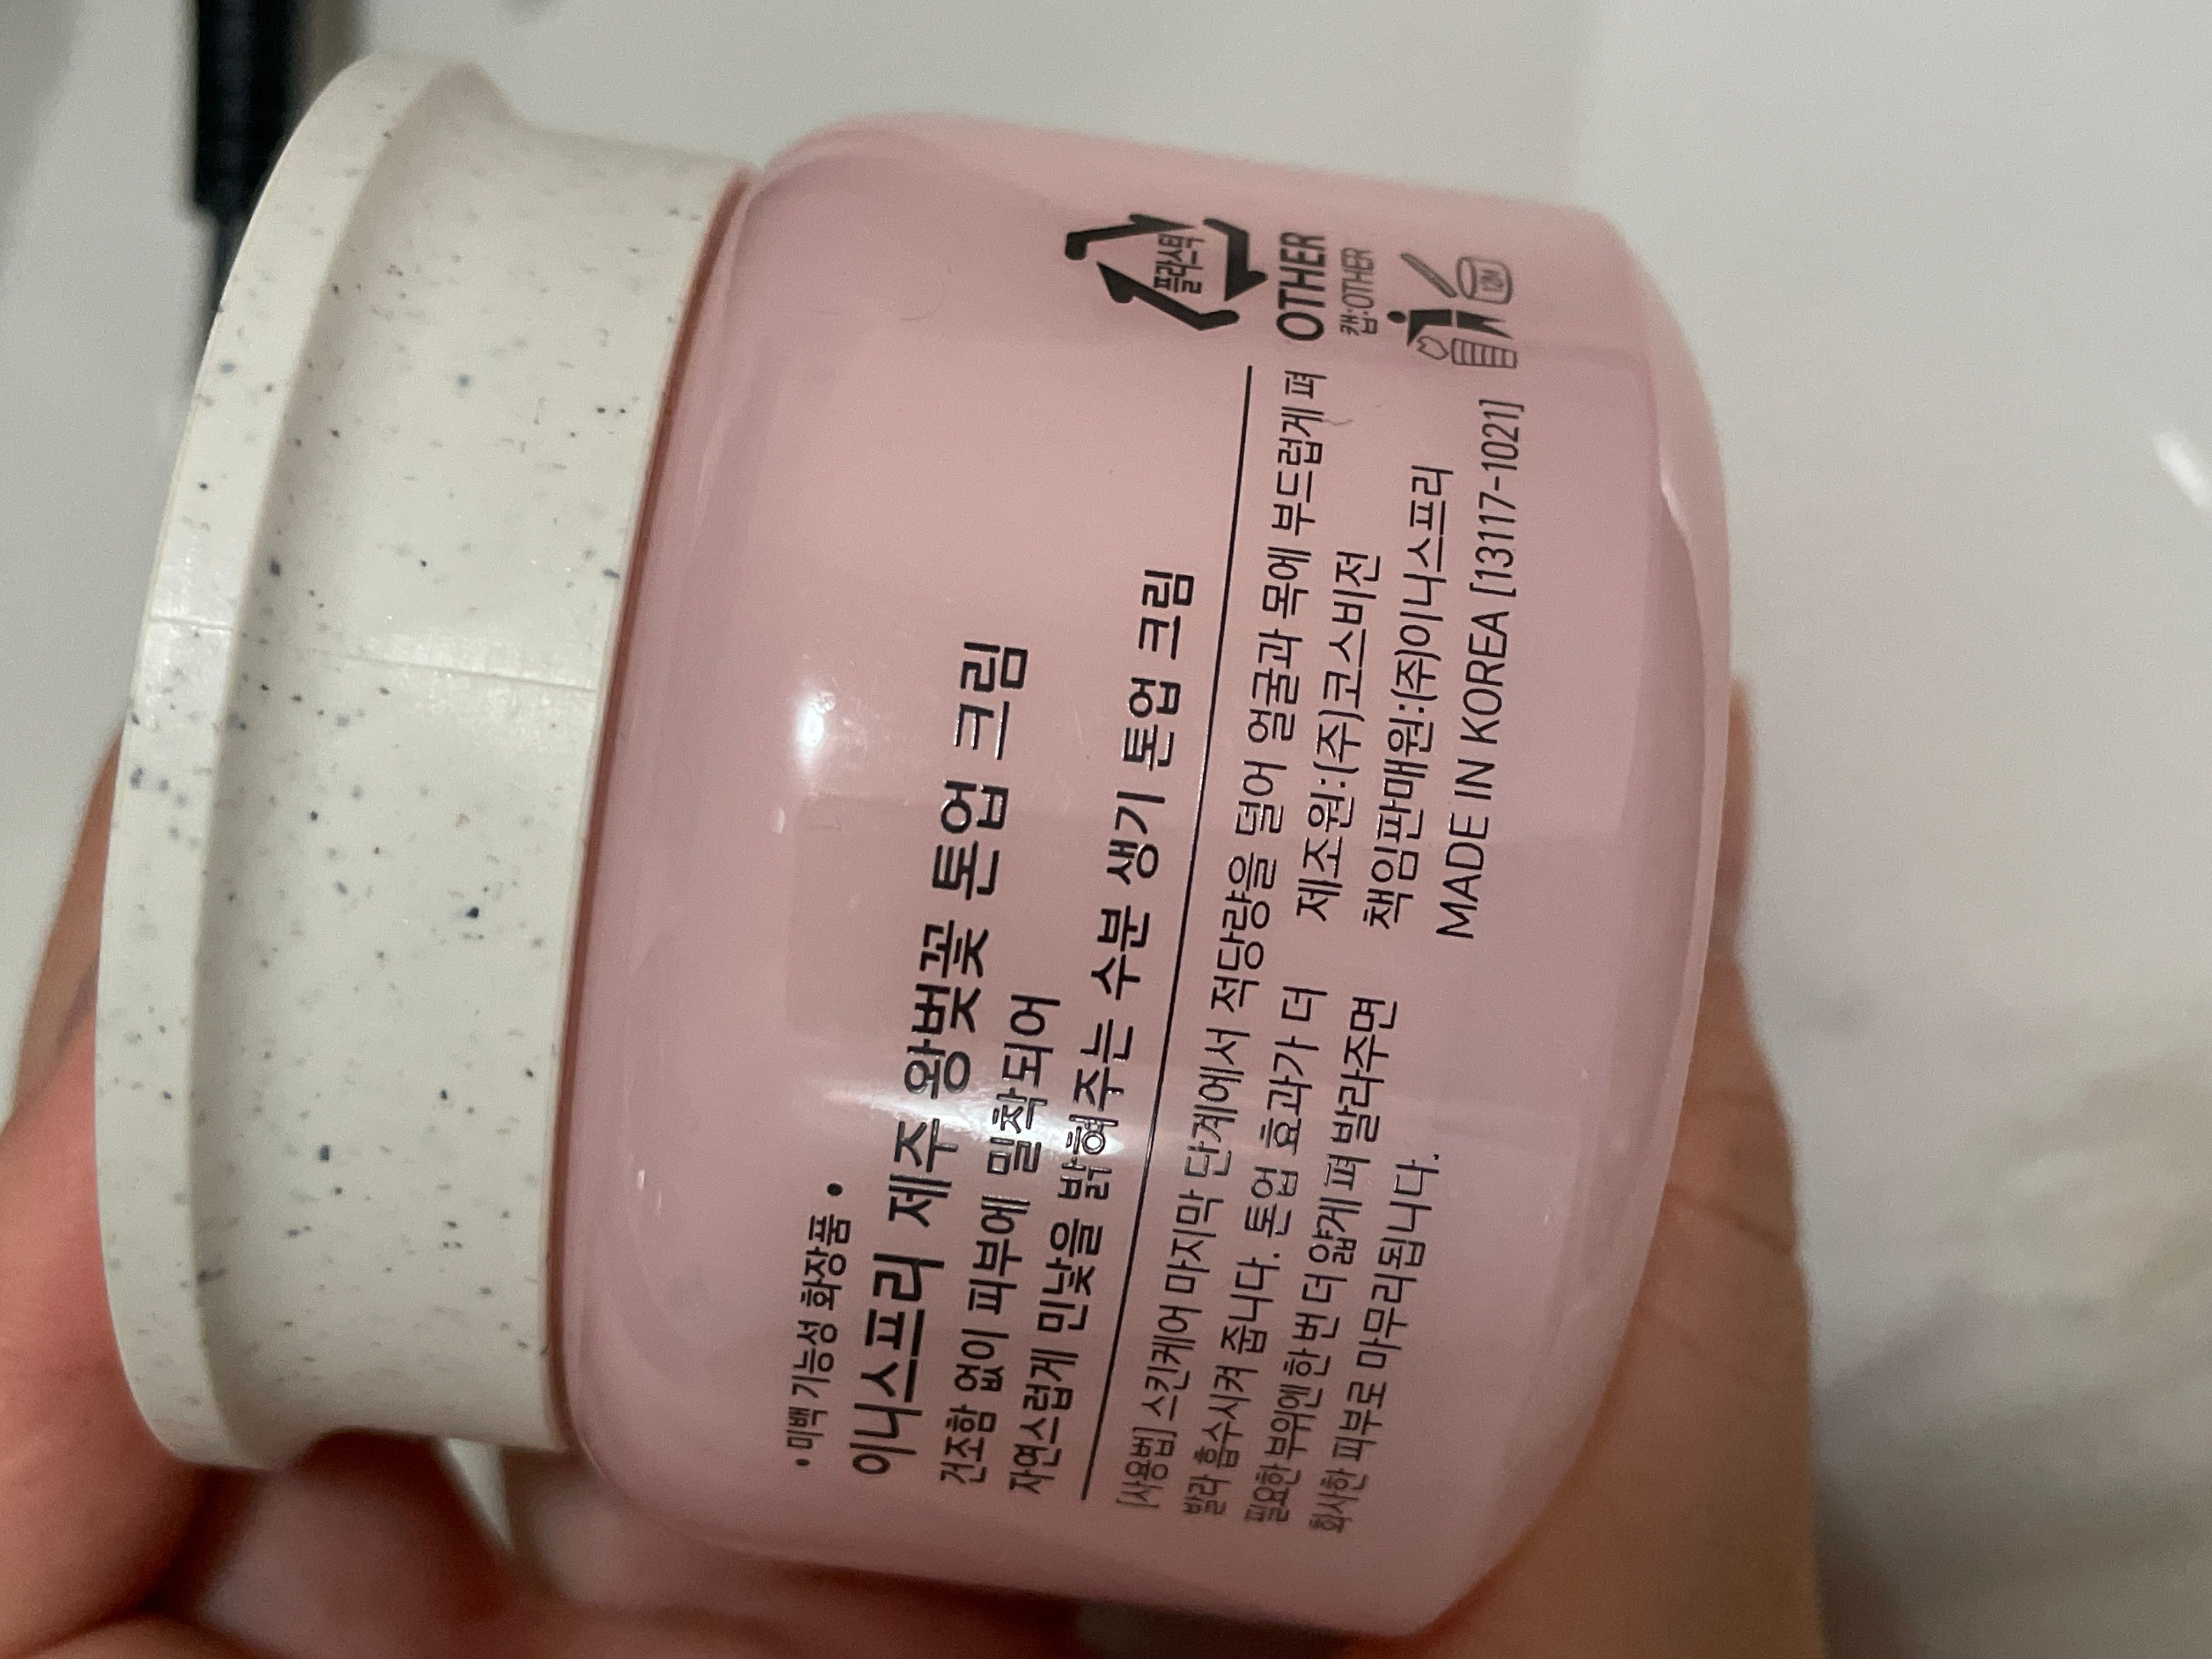 • 미백 기능성 화장품 •
이니스프리 제주 왕벚꽃 톤업 크림
건조함 없이 피부에 밀착되어
자연스럽게 민낯을 밝혀주는 수분 생기 톤업 크림
[사용법] 스킨케어 마지막 단계에서 적당량을 덜어 얼굴과 목에 부드럽게 펴
발라 흡수시켜 줍니다. 톤업 효과가 더
필요한 부위엔 한 번 더 얇게 펴 발라주면
화사한 피부로 마무리됩니다.
제조원:(주)코스비전
책임판매원:(주)이니스프리
MADE IN KOREA [13117-1021]
플라스틱
OTHER
캡:OTHER
12M